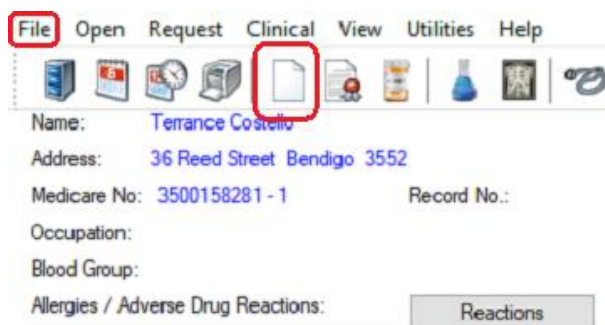 File Open Request Clinical View Utilities Help
6
Name: Terrance Costello
Address: 36 Reed Street Bendigo 3552
Medicare No: 3500158281 - 1 Record No.:
Occupation:
Blood Group:
Allergies / Adverse Drug Reactions: Reactions